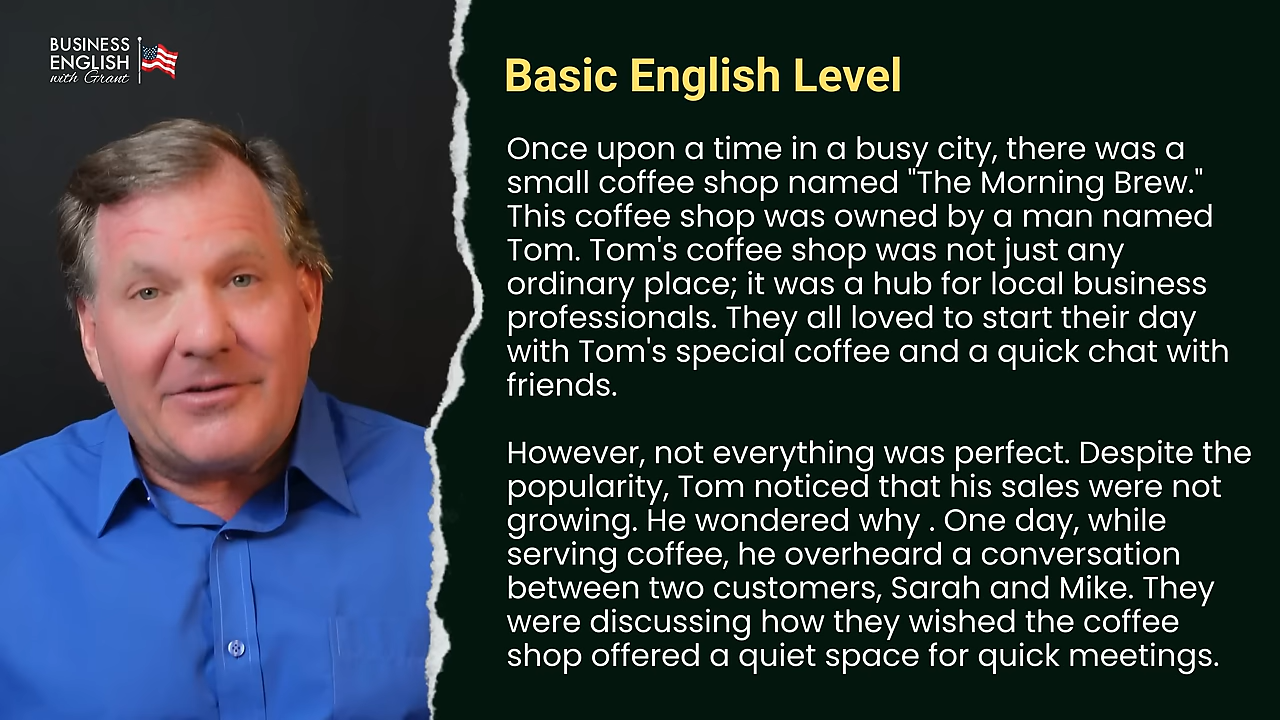 BUSINESS
ENGLISH
with Grant
Basic English Level
Once upon a time in a busy city, there was a
small coffee shop named "The Morning Brew."
This coffee shop was owned by a man named
Tom. Tom's coffee shop was not just any
ordinary place; it was a hub for local business
professionals. They all loved to start their day
with Tom's special coffee and a quick chat with
friends.
However, not everything was perfect. Despite the
popularity, Tom noticed that his sales were not
growing. He wondered why . One day, while
serving coffee, he overheard a conversation
between two customers, Sarah and Mike. They
were discussing how they wished the coffee
shop offered a quiet space for quick meetings.